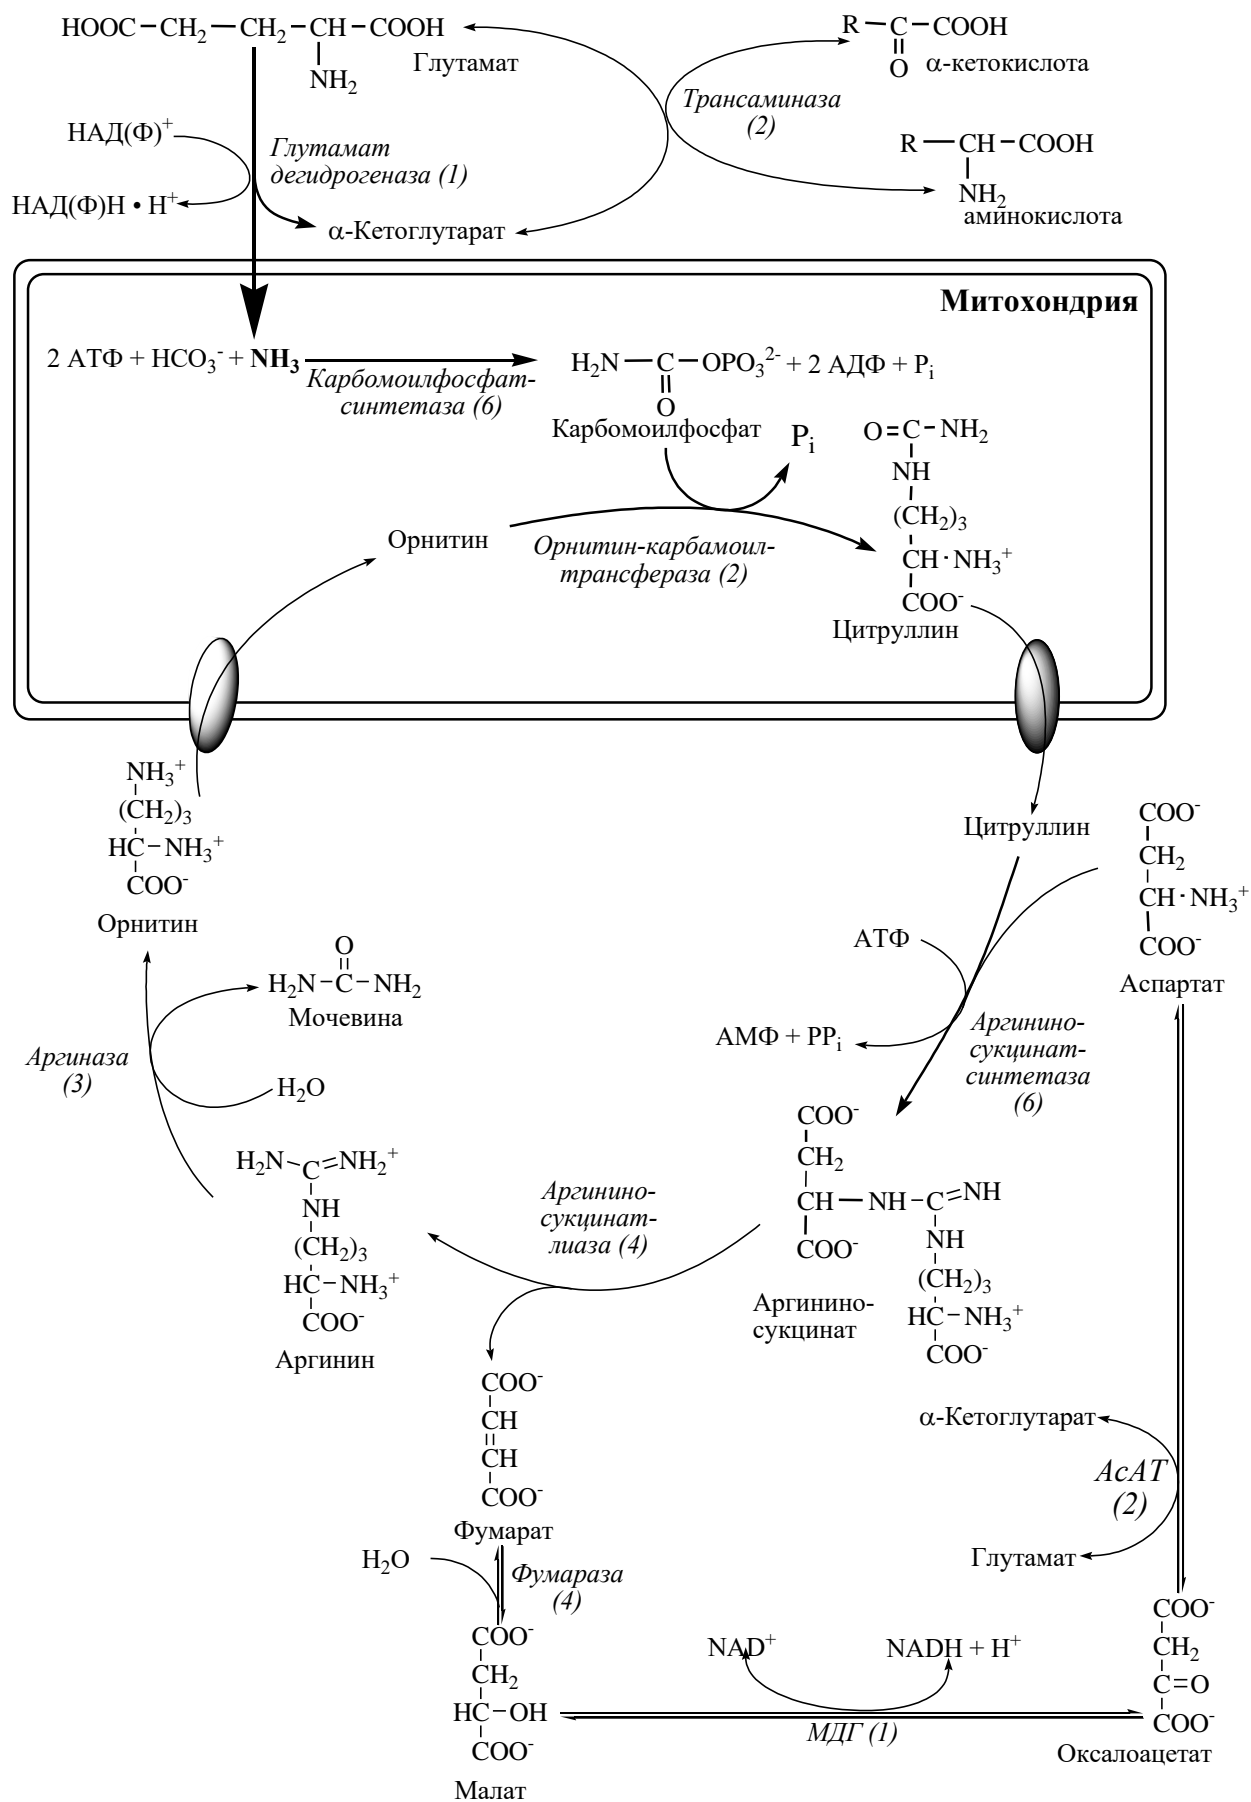 HOOC—CH₂—CH₂—CH—COOH
NH₂
Глутамат
R—C—COOH
O
α-кетокислота
Трансаминаза
(2)
НАД(Ф)⁺
Глутамат
дегидрогеназа (1)
R—CH—COOH
NH₂
аминокислота
НАД(Ф)Н • Н⁺
α-Кетоглутарат
Митохондрия
2 АТФ + HCO₃⁻ + NH₃
Карбомоилфосфат-
синтетаза (6)
H₂N—C—OPO₃²⁻ + 2 АДФ + Pᵢ
O
Карбомоилфосфат
Pᵢ
O=C–NH₂
NH
(CH₂)₃
CH·NH₃⁺
COO⁻
Цитруллин
Орнитин
Орнитин-карбамоил-
трансфераза (2)
NH₃⁺
(CH₂)₃
HC–NH₃⁺
COO⁻
Орнитин
Цитруллин
COO⁻
CH₂
CH·NH₃⁺
COO⁻
Аспартат
АТФ
АМФ + PPᵢ
Аргинино-
сукцинат-
синтетаза
(6)
O
H₂N–C–NH₂
Мочевина
Аргиназа
(3)
H₂O
H₂N–C=NH₂⁺
NH
(CH₂)₃
HC–NH₃⁺
COO⁻
Аргинин
Аргинино-
сукцинат-
лиаза (4)
COO⁻
CH₂
CH—NH–C=NH
COO⁻
NH
(CH₂)₃
HC–NH₃⁺
COO⁻
Аргинино-
сукцинат
COO⁻
CH
CH
COO⁻
Фумарат
α-Кетоглутарат
АсАТ
(2)
Глутамат
H₂O
Фумараза
(4)
COO⁻
CH₂
HC–OH
COO⁻
Малат
NAD⁺
NADH + H⁺
МДГ (1)
COO⁻
CH₂
C=O
COO⁻
Оксалоацетат